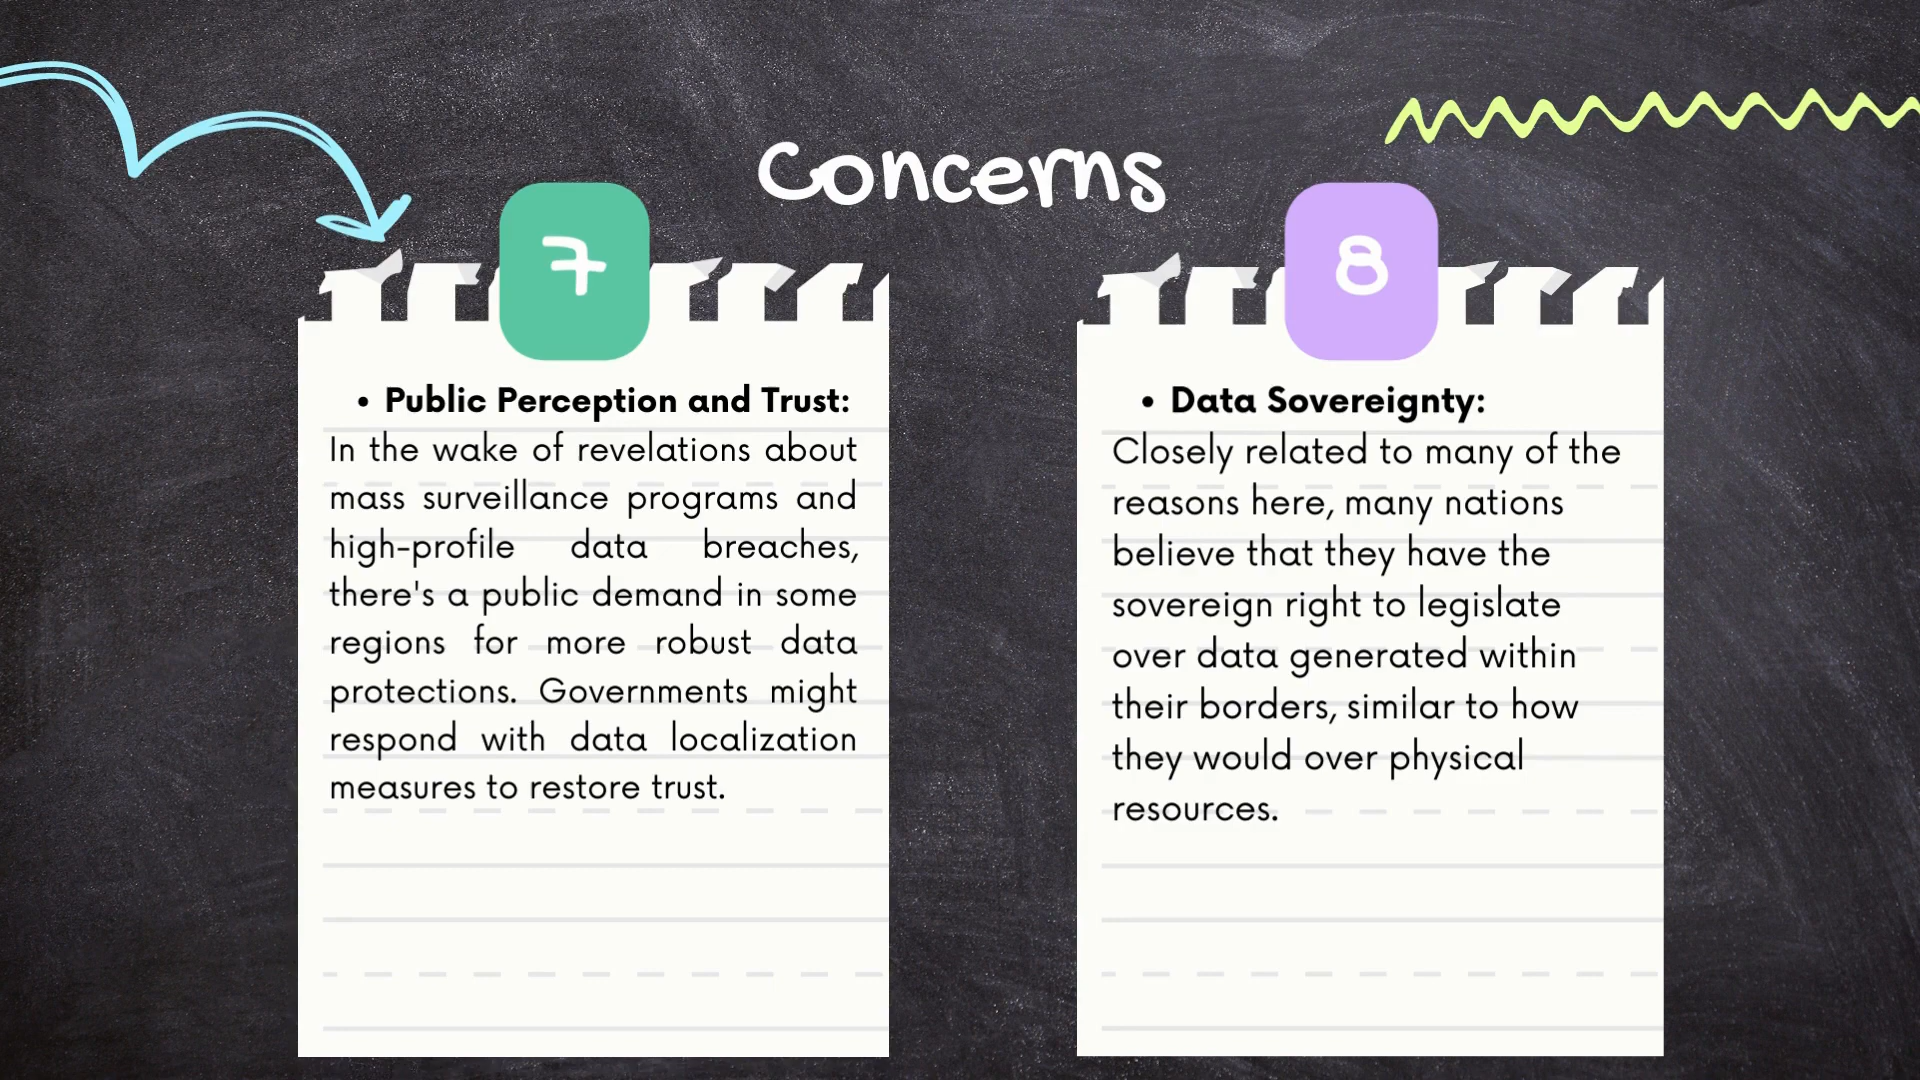 Concerns
7
• Public Perception and Trust:
In the wake of revelations about
mass surveillance programs and
high-profile data breaches,
there's a public demand in some
regions for more robust data
protections. Governments might
respond with data localization
measures to restore trust.
8
• Data Sovereignty:
Closely related to many of the
reasons here, many nations
believe that they have the
sovereign right to legislate
over data generated within
their borders, similar to how
they would over physical
resources.